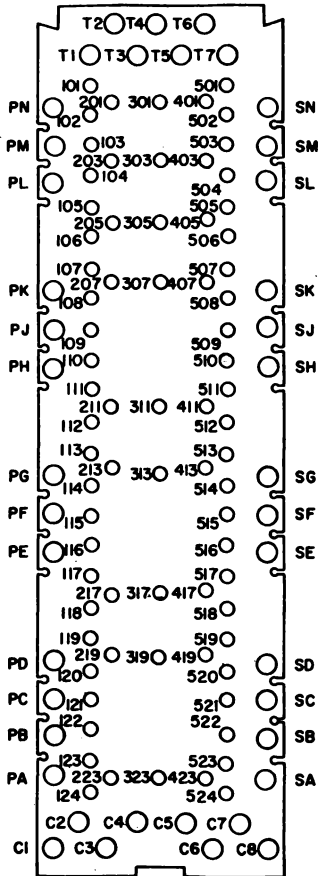 T2 T4 T6
T1 T3 T5 T7
101 501
PN 201 301 401 SN
102 502
PM 103 503 SM
203 303 403
PL 104 504 SL
105 505
205 305 405
106 506
107 507
207 307 407
PK 108 508 SK
PJ SJ
109 509
PH 110 510 SH
111 511
211 311 411
112 512
113 513
213 313 413
PG 114 514 SG
PF 115 515 SF
PE 116 516 SE
117 517
217 317 417
118 518
119 519
219 319 419
PD 120 520 SD
PC 121 521 SC
122 522
PB SB
123 523
PA 223 323 423 SA
124 524
C2 C4 C5 C7
C1 C3 C6 C8